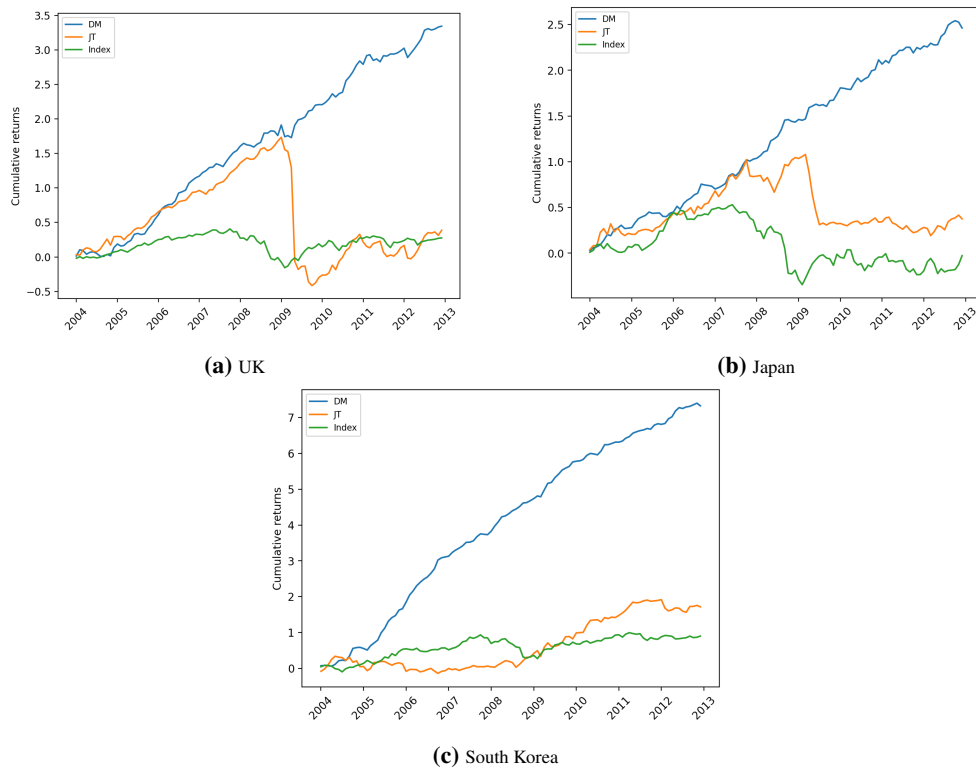 DM
JT
Index
Cumulative returns
3.5
3.0
2.5
2.0
1.5
1.0
0.5
0.0
−0.5
2004 2005 2006 2007 2008 2009 2010 2011 2012 2013
(a) UK
DM
JT
Index
Cumulative returns
2.5
2.0
1.5
1.0
0.5
0.0
2004 2005 2006 2007 2008 2009 2010 2011 2012 2013
(b) Japan
DM
JT
Index
Cumulative returns
7
6
5
4
3
2
1
0
2004 2005 2006 2007 2008 2009 2010 2011 2012 2013
(c) South Korea